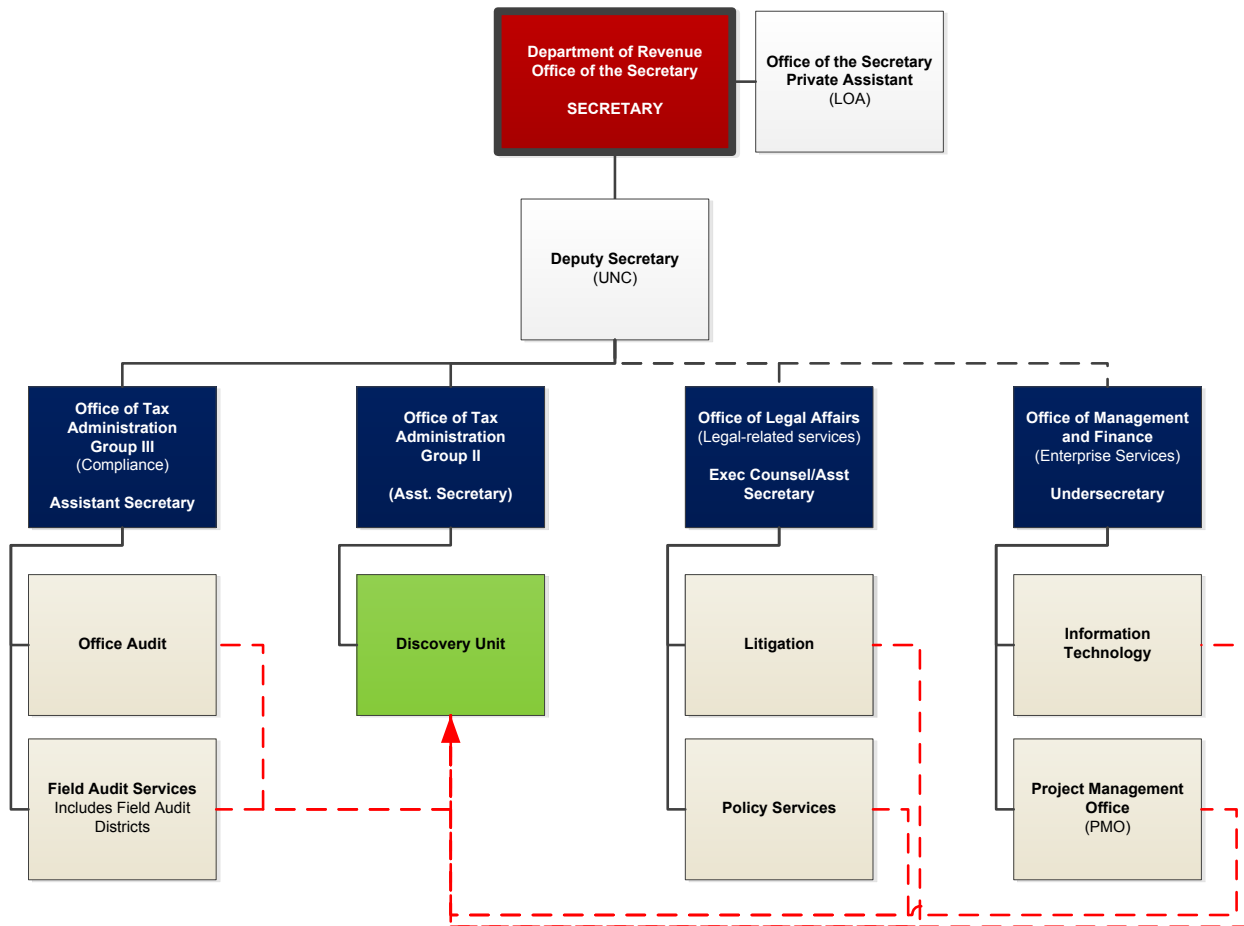 Department of Revenue
Office of the Secretary
SECRETARY
Office of the Secretary
Private Assistant
(LOA)
Deputy Secretary
(UNC)
Office of Tax
Administration
Group III
(Compliance)
Assistant Secretary
Office of Tax
Administration
Group II
(Asst. Secretary)
Office of Legal Affairs
(Legal-related services)
Exec Counsel/Asst
Secretary
Office of Management
and Finance
(Enterprise Services)
Undersecretary
Office Audit
Discovery Unit
Litigation
Information
Technology
Field Audit Services
Includes Field Audit
Districts
Policy Services
Project Management
Office
(PMO)